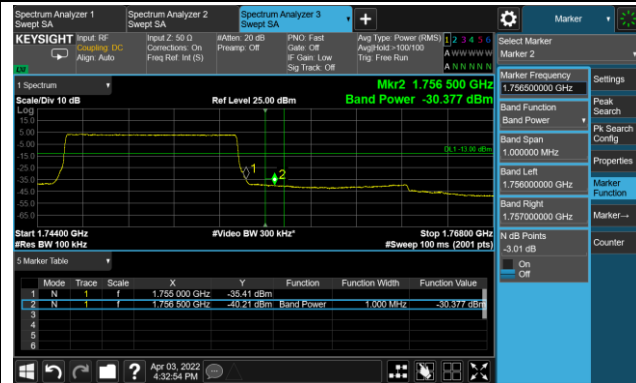 Spectrum Analyzer 1
Swept SA
Spectrum Analyzer 2
Swept SA
Spectrum Analyzer 3
Swept SA
+
Marker
KEYSIGHT
Input: RF
Coupling: DC
Align: Auto
Input Z: 50 Ω
Corrections: On
Freq Ref: Int (S)
#Atten: 20 dB
Preamp: Off
PNO: Fast
Gate: Off
IF Gain: Low
Sig Track: Off
Avg Type: Power (RMS)
Avg|Hold >100/100
Trig: Free Run
1 2 3 4 5 6
A W W W W W
A N N N N N
Select Marker
Marker 2
1 Spectrum
Scale/Div 10 dB
Log
Ref Level 25.00 dBm
Mkr2 1.756 500 GHz
Band Power -30.377 dBm
15.0
5.00
-5.00
-15.0
-25.0
-35.0
-45.0
-55.0
-65.0
DL1 -13.00 dBm
1
2
Start 1.74400 GHz
#Res BW 100 kHz
#Video BW 300 kHz*
Stop 1.76800 GHz
#Sweep 100 ms (2001 pts)
5 Marker Table
Mode Trace Scale X Y Function Function Width Function Value
1 N 1 f 1.755 000 GHz -35.41 dBm
2 N 1 f 1.756 500 GHz -40.21 dBm Band Power 1.000 MHz -30.377 dBm
3
4
5
6
Marker Frequency
1.756500000 GHz
Band Function
Band Power
Band Span
1.000000 MHz
Band Left
1.756000000 GHz
Band Right
1.757000000 GHz
N dB Points
-3.01 dB
On
Off
Settings
Peak
Search
Pk Search
Config
Properties
Marker
Function
Marker→
Counter
?
Apr 03, 2022
4:32:54 PM